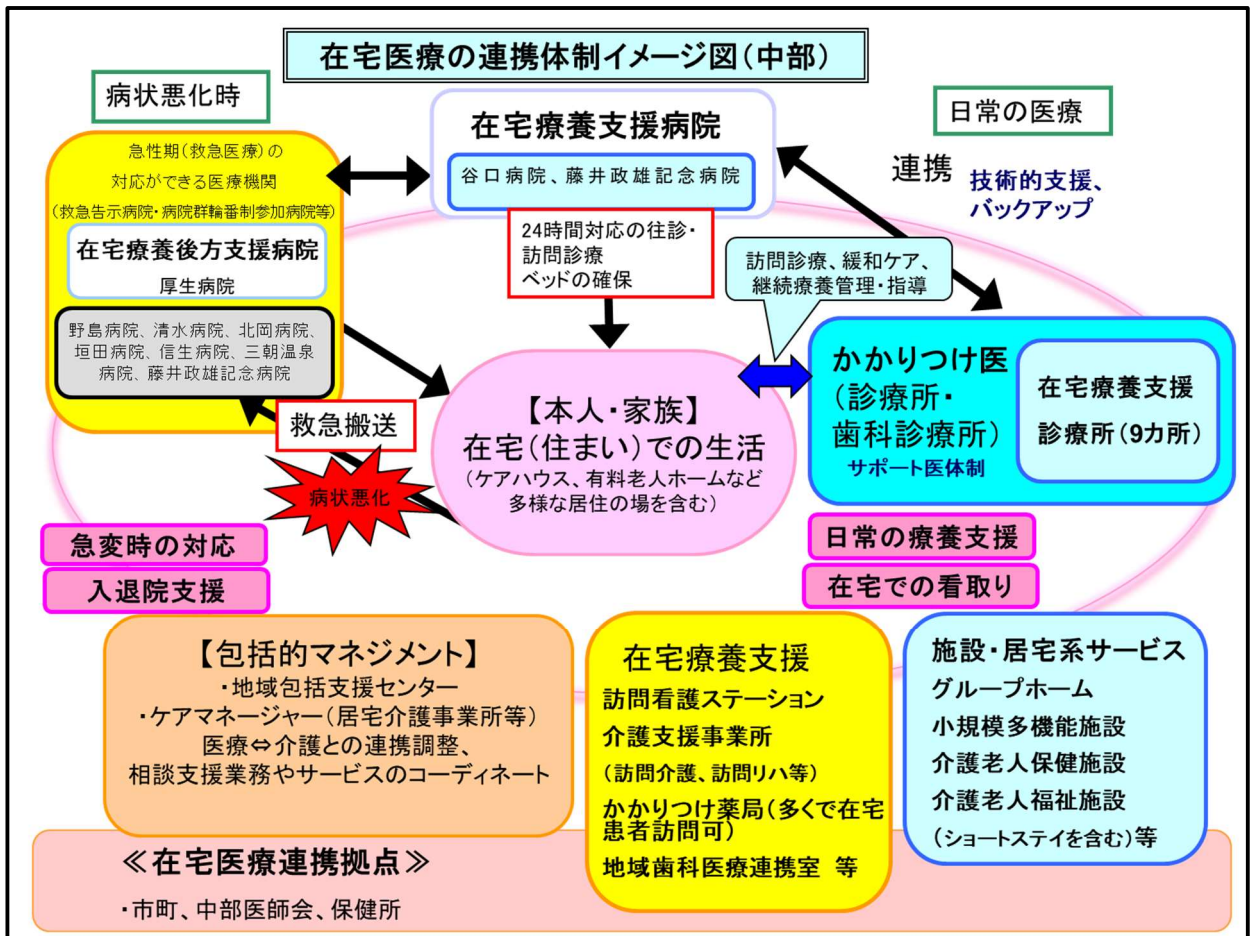 在宅医療の連携体制イメージ図(中部)
病状悪化時
日常の医療
急性期(救急医療)の
対応ができる医療機関
(救急告示病院・病院群輪番制参加病院等)
在宅療養後方支援病院
厚生病院
野島病院、清水病院、北岡病院、
垣田病院、信生病院、三朝温泉
病院、藤井政雄記念病院
在宅療養支援病院
谷口病院、藤井政雄記念病院
24時間対応の往診・
訪問診療
ベッドの確保
連携
技術的支援、
バックアップ
訪問診療、緩和ケア、
継続療養管理・指導
かかりつけ医
(診療所・
歯科診療所)
サポート医体制
在宅療養支援
診療所(9カ所)
【本人・家族】
在宅(住まい)での生活
(ケアハウス、有料老人ホームなど
多様な居住の場を含む)
救急搬送
病状悪化
急変時の対応
入退院支援
日常の療養支援
在宅での看取り
【包括的マネジメント】
・地域包括支援センター
・ケアマネージャー(居宅介護事業所等)
医療⇔介護との連携調整、
相談支援業務やサービスのコーディネート
在宅療養支援
訪問看護ステーション
介護支援事業所
(訪問介護、訪問リハ等)
かかりつけ薬局(多くで在宅
患者訪問可)
地域歯科医療連携室 等
施設・居宅系サービス
グループホーム
小規模多機能施設
介護老人保健施設
介護老人福祉施設
(ショートステイを含む)等
≪在宅医療連携拠点≫
・市町、中部医師会、保健所